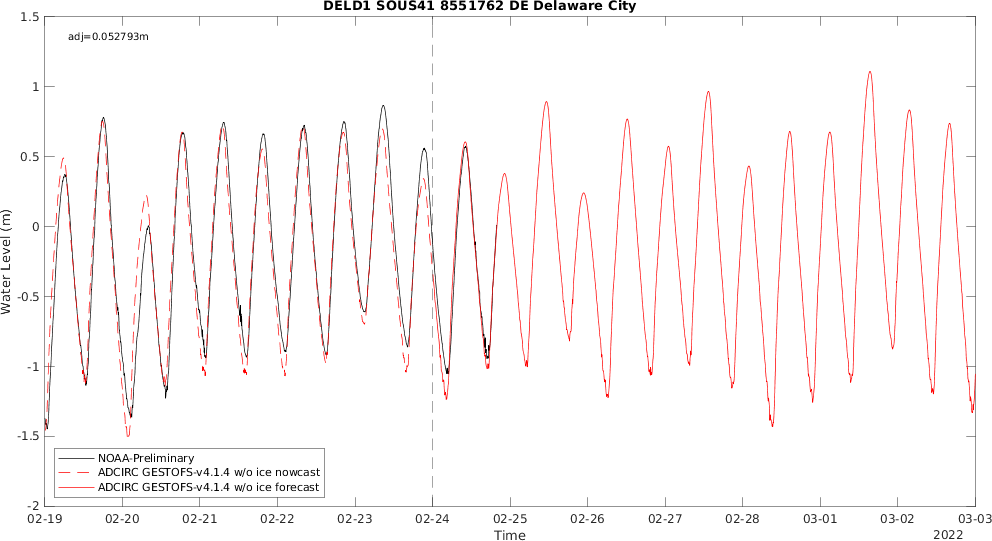 DELD1 SOUS41 8551762 DE Delaware City
adj=0.052793m
1.5
1
0.5
0
-0.5
-1
-1.5
-2
Water Level (m)
NOAA-Preliminary
ADCIRC GESTOFS-v4.1.4 w/o ice nowcast
ADCIRC GESTOFS-v4.1.4 w/o ice forecast
02-19 02-20 02-21 02-22 02-23 02-24 02-25 02-26 02-27 02-28 03-01 03-02 03-03
Time
2022